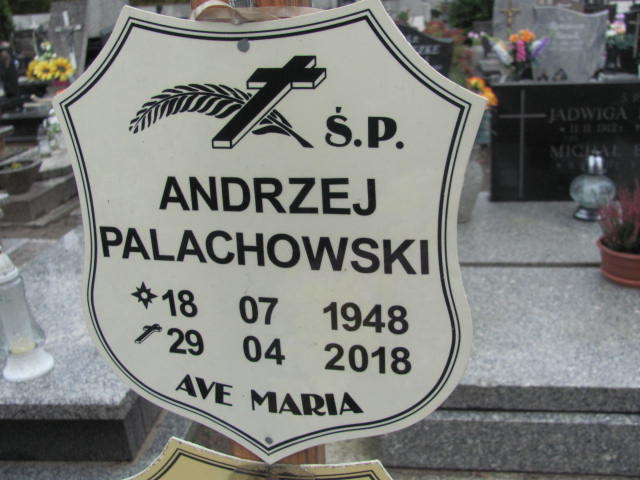 Ś.P.
ANDRZEJ
PALACHOWSKI
18 07 1948
29 04 2018
AVE MARIA
JADWIGA